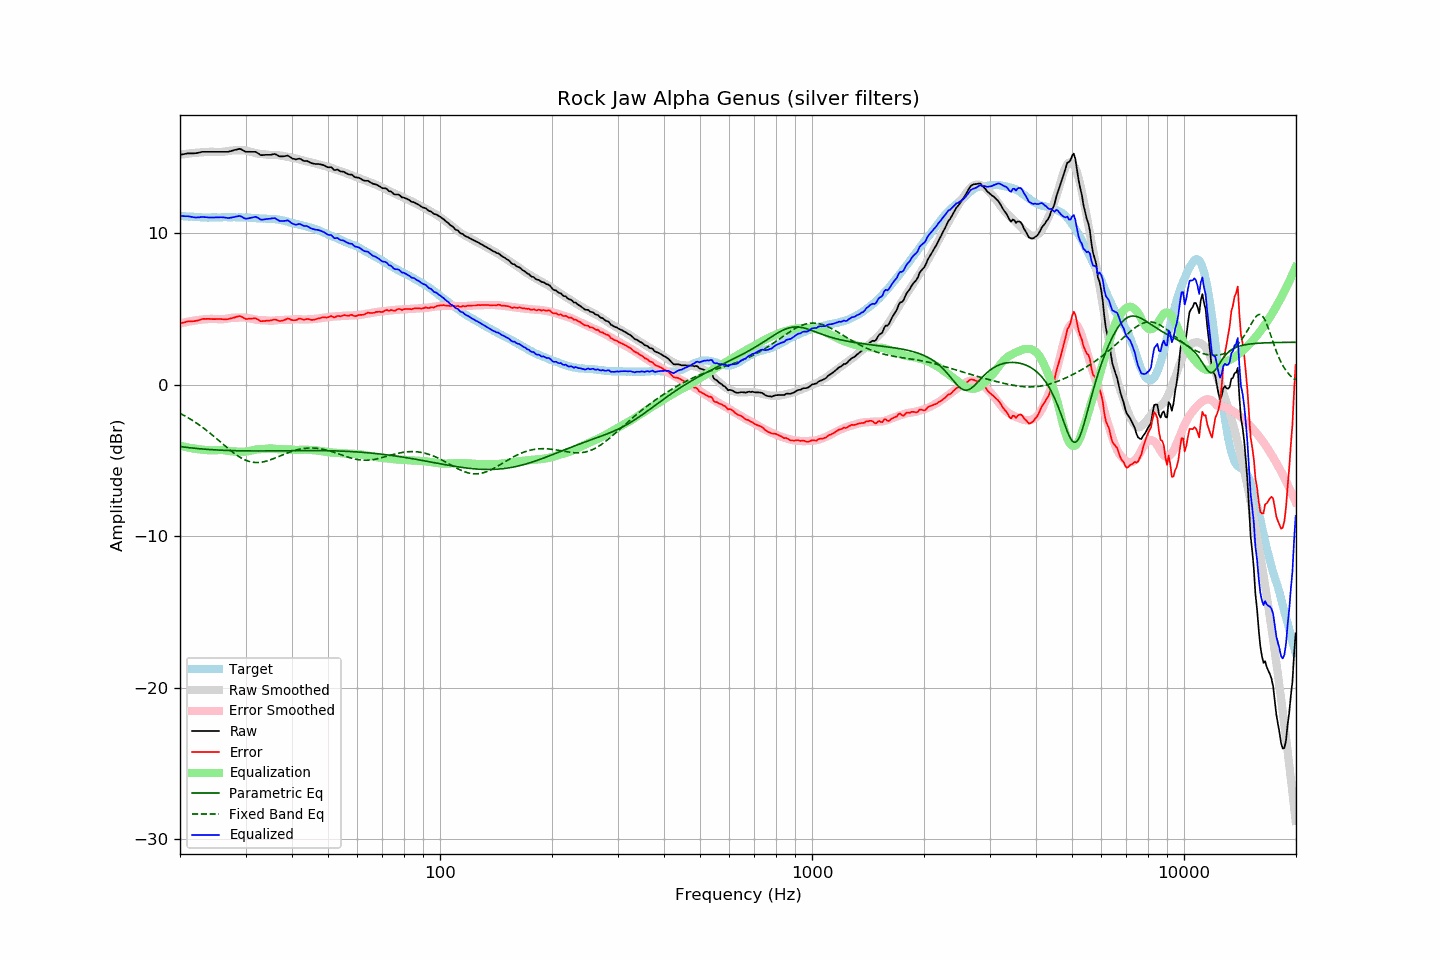 Rock Jaw Alpha Genus (silver filters)
Amplitude (dBr)
10
0
−10
−20
−30
Target
Raw Smoothed
Error Smoothed
Raw
Error
Equalization
Parametric Eq
Fixed Band Eq
Equalized
100
1000
10000
Frequency (Hz)